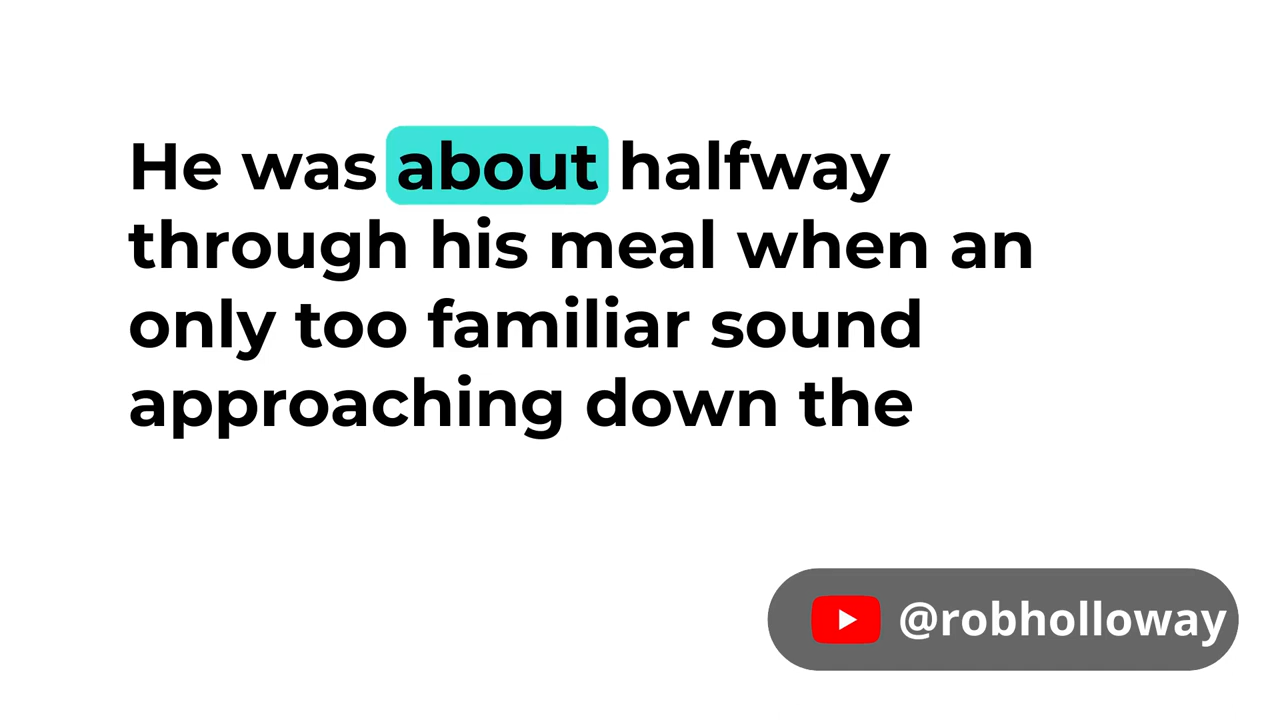 He was about halfway
through his meal when an
only too familiar sound
approaching down the
@robholloway